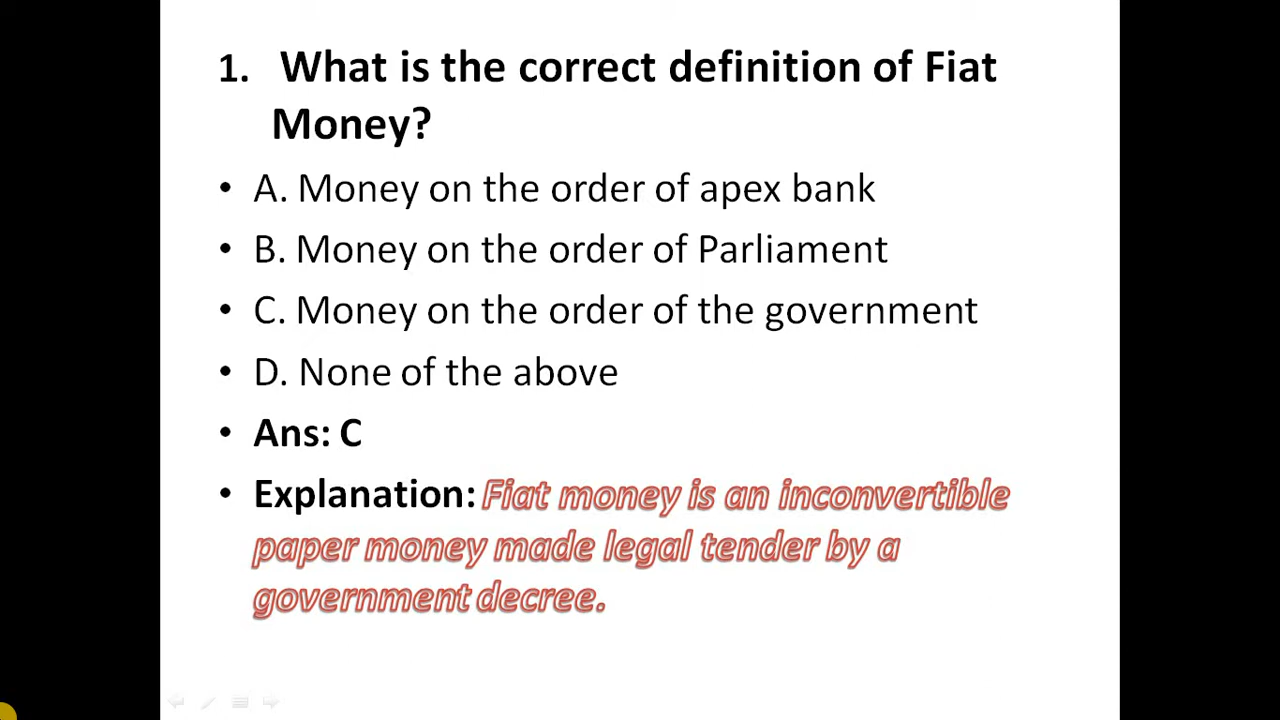 1. What is the correct definition of Fiat
Money?
• A. Money on the order of apex bank
• B. Money on the order of Parliament
• C. Money on the order of the government
• D. None of the above
• Ans: C
• Explanation: Fiat money is an inconvertible
paper money made legal tender by a
government decree.